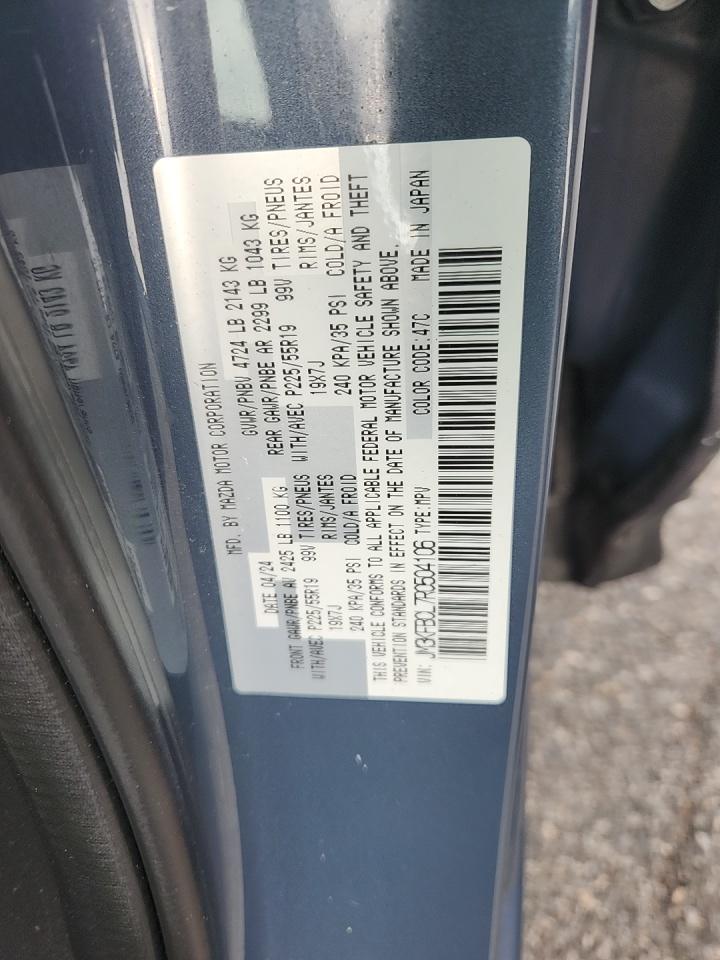 MFD. BY MAZDA MOTOR CORPORATION
DATE 04/24 GVWR/PNBV 4724 LB 2143 KG
FRONT GAWR/PNBE AV 2425 LB 1100 KG REAR GAWR/PNBE AR 2299 LB 1043 KG
WITH/AVEC P225/55R19 99V TIRES/PNEUS WITH/AVEC P225/55R19 99V TIRES/PNEUS
19X7J RIMS/JANTES 19X7J RIMS/JANTES
240 KPA/35 PSI COLD/A FROID 240 KPA/35 PSI COLD/A FROID
THIS VEHICLE CONFORMS TO ALL APPLICABLE FEDERAL MOTOR VEHICLE SAFETY AND THEFT
PREVENTION STANDARDS IN EFFECT ON THE DATE OF MANUFACTURE SHOWN ABOVE.
VIN: JM3KFBCL7R0504106 TYPE:MPV COLOR CODE:47C MADE IN JAPAN